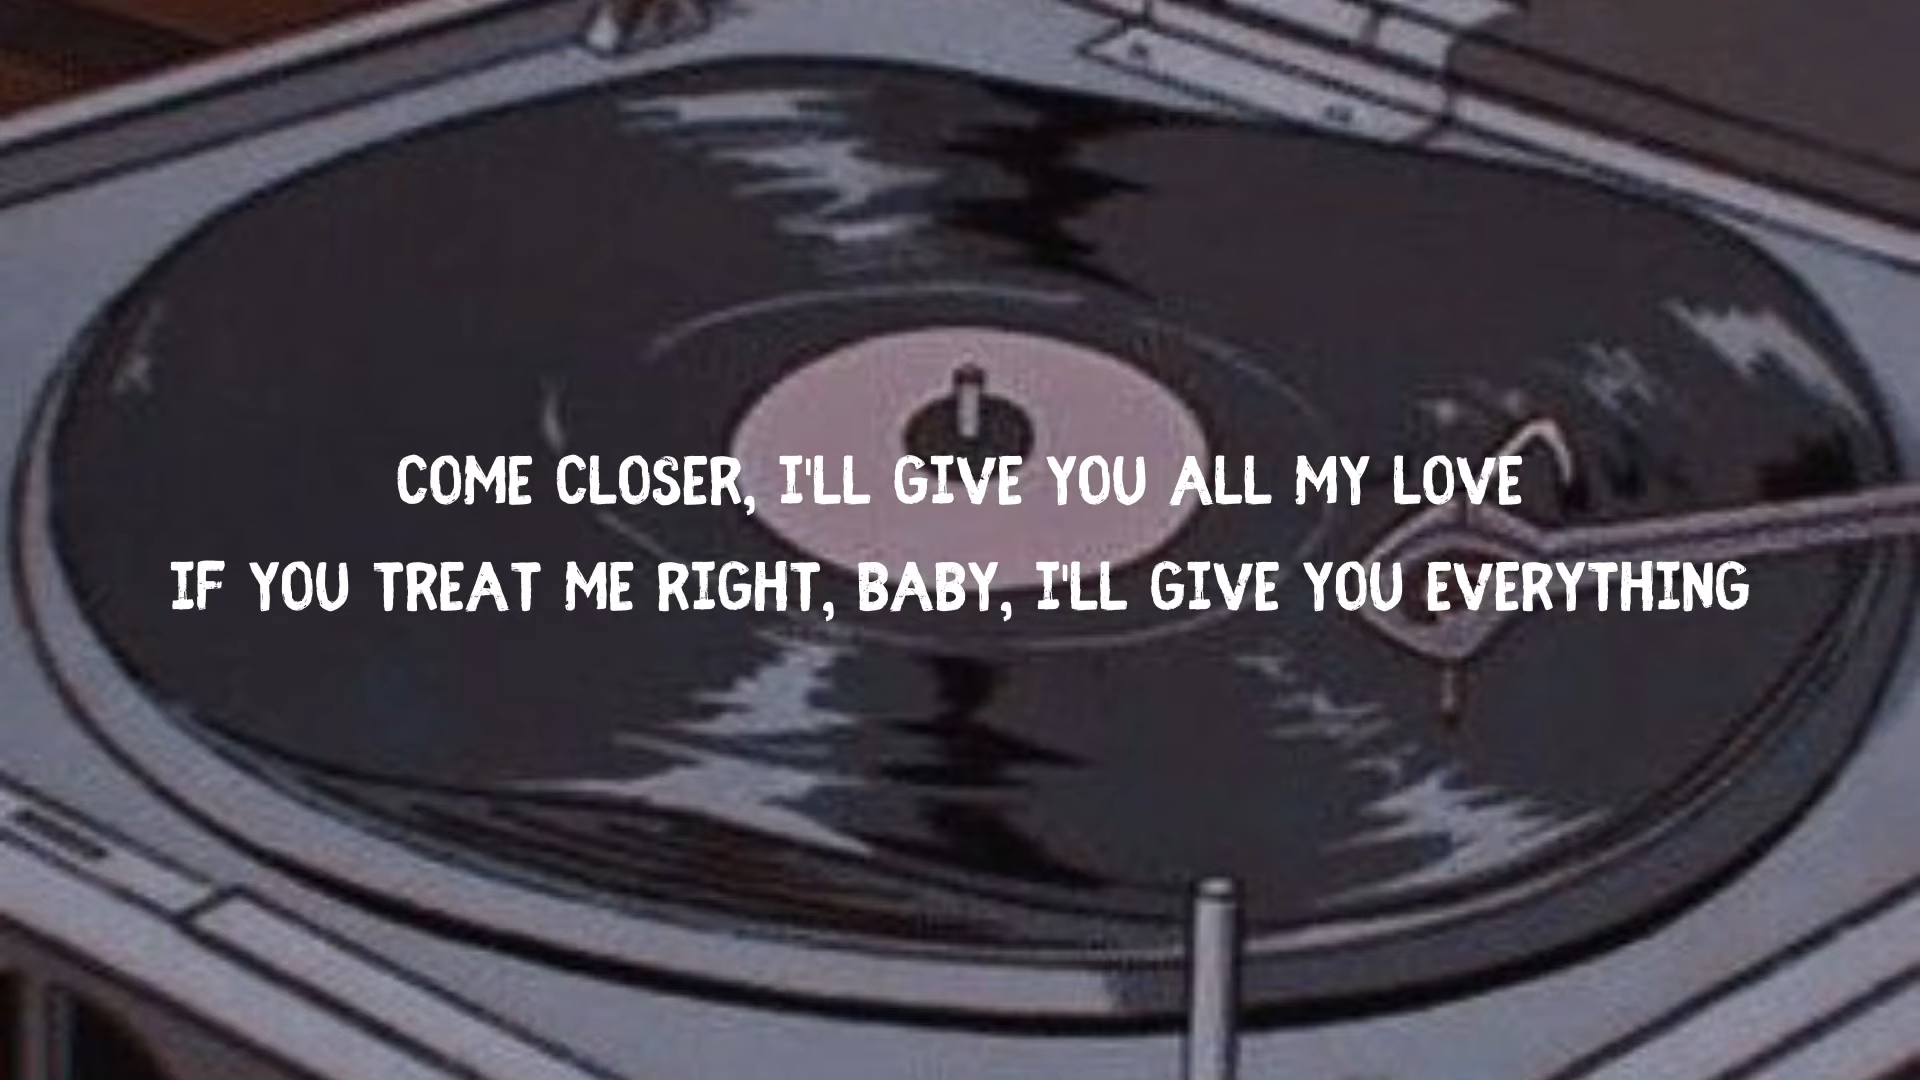 COME CLOSER, I'LL GIVE YOU ALL MY LOVE
IF YOU TREAT ME RIGHT, BABY, I'LL GIVE YOU EVERYTHING